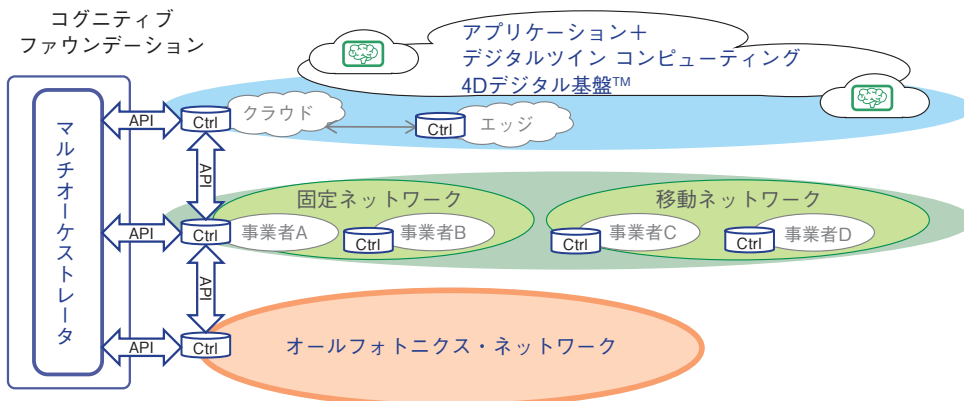 コグニティブ
ファウンデーション
アプリケーション＋
デジタルツイン コンピューティング
4Dデジタル基盤™
マルチオーケストレータ
API
Ctrl
クラウド
Ctrl
エッジ
API
固定ネットワーク
移動ネットワーク
API
Ctrl
事業者A
Ctrl
事業者B
Ctrl
事業者C
Ctrl
事業者D
API
API
Ctrl
オールフォトニクス・ネットワーク